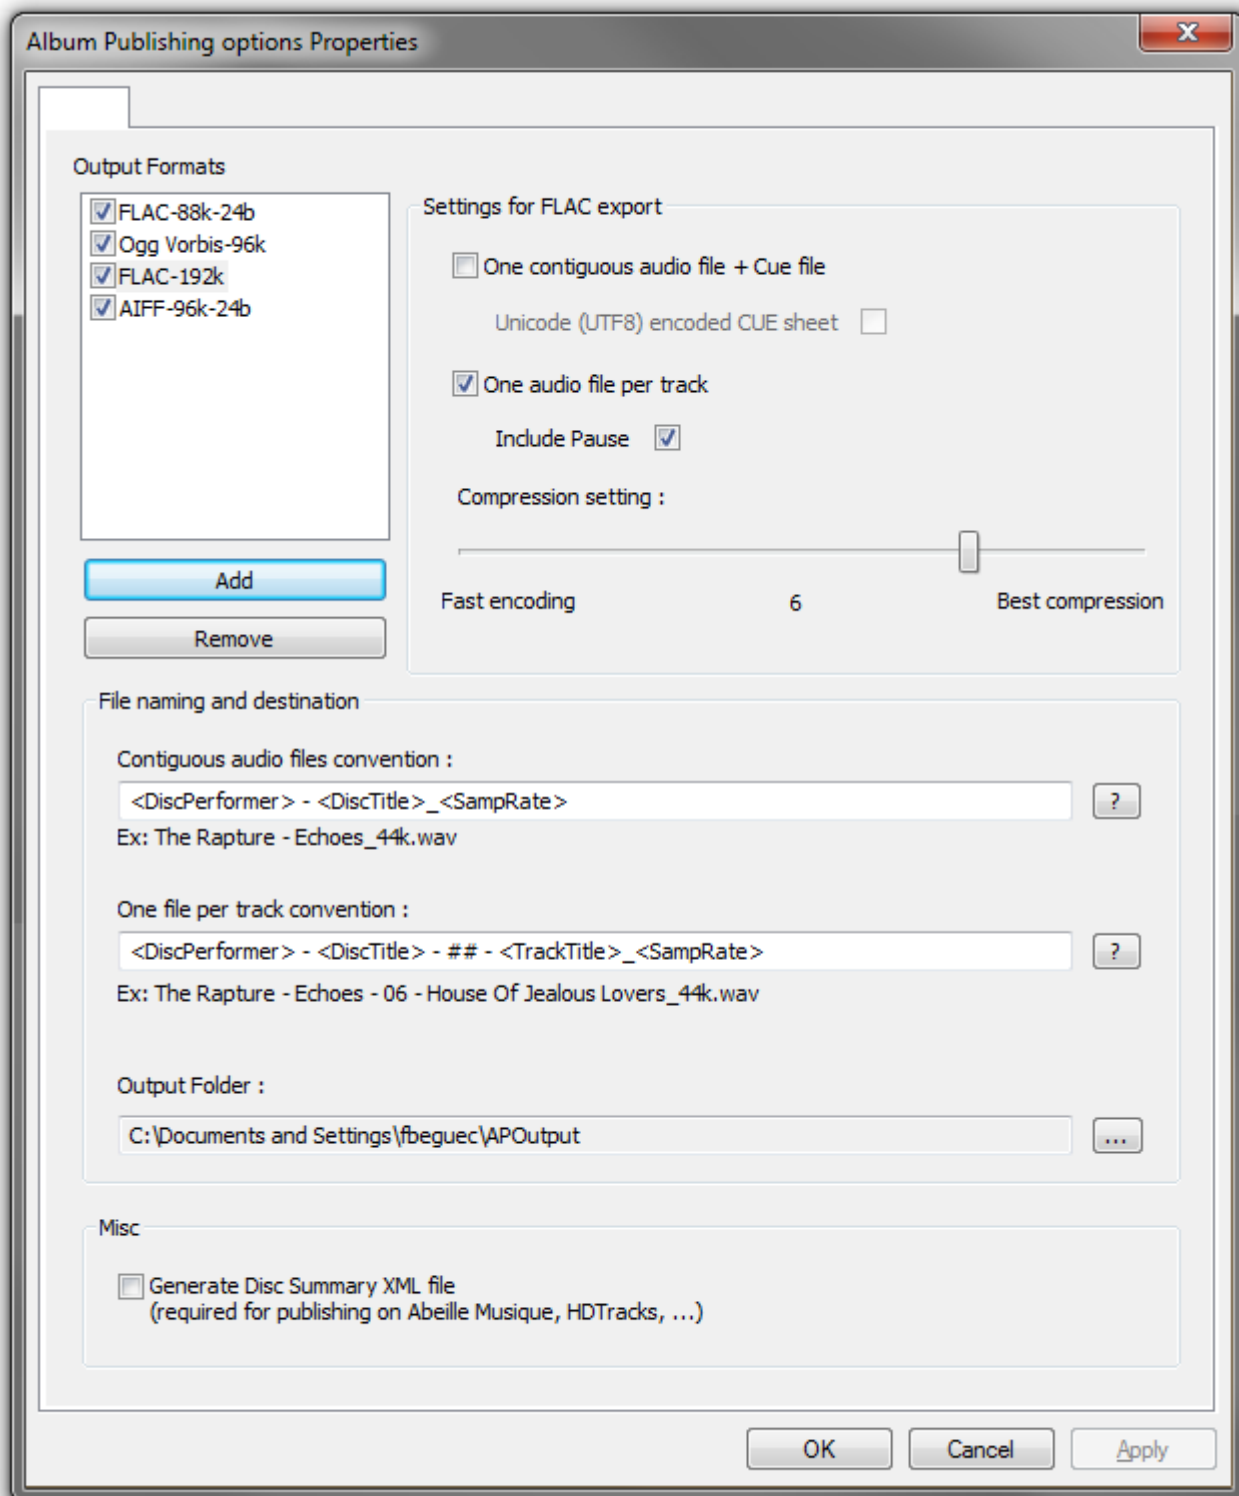 Album Publishing options Properties
Output Formats
FLAC-88k-24b
Ogg Vorbis-96k
FLAC-192k
AIFF-96k-24b
Add
Remove
Settings for FLAC export
One contiguous audio file + Cue file
Unicode (UTF8) encoded CUE sheet
One audio file per track
Include Pause
Compression setting :
Fast encoding 6 Best compression
File naming and destination
Contiguous audio files convention :
<DiscPerformer> - <DiscTitle>_<SampRate> ?
Ex: The Rapture - Echoes_44k.wav
One file per track convention :
<DiscPerformer> - <DiscTitle> - ## - <TrackTitle>_<SampRate> ?
Ex: The Rapture - Echoes - 06 - House Of Jealous Lovers_44k.wav
Output Folder :
C:\Documents and Settings\fbeguec\APOutput ...
Misc
Generate Disc Summary XML file
(required for publishing on Abeille Musique, HDTracks, ...)
OK Cancel Apply